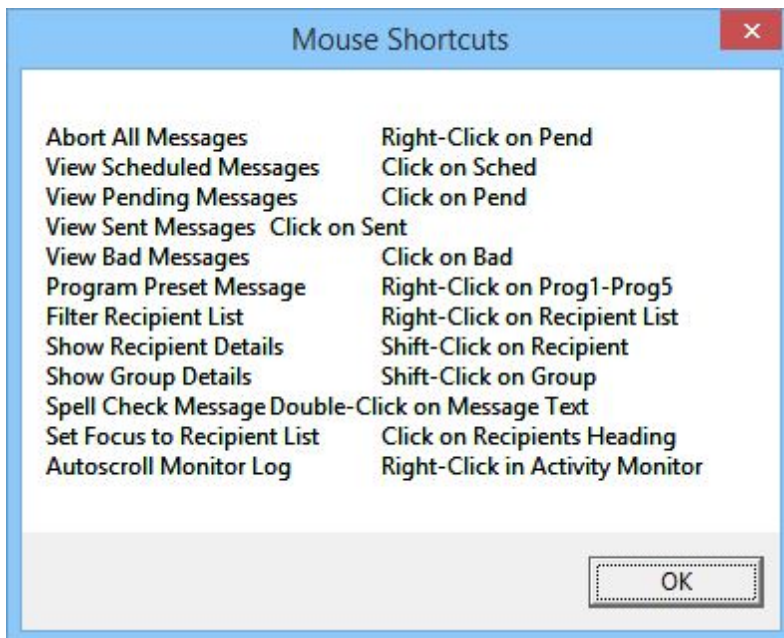 Mouse Shortcuts
Abort All Messages Right-Click on Pend
View Scheduled Messages Click on Sched
View Pending Messages Click on Pend
View Sent Messages Click on Sent
View Bad Messages Click on Bad
Program Preset Message Right-Click on Prog1-Prog5
Filter Recipient List Right-Click on Recipient List
Show Recipient Details Shift-Click on Recipient
Show Group Details Shift-Click on Group
Spell Check Message Double-Click on Message Text
Set Focus to Recipient List Click on Recipients Heading
Autoscroll Monitor Log Right-Click in Activity Monitor
OK